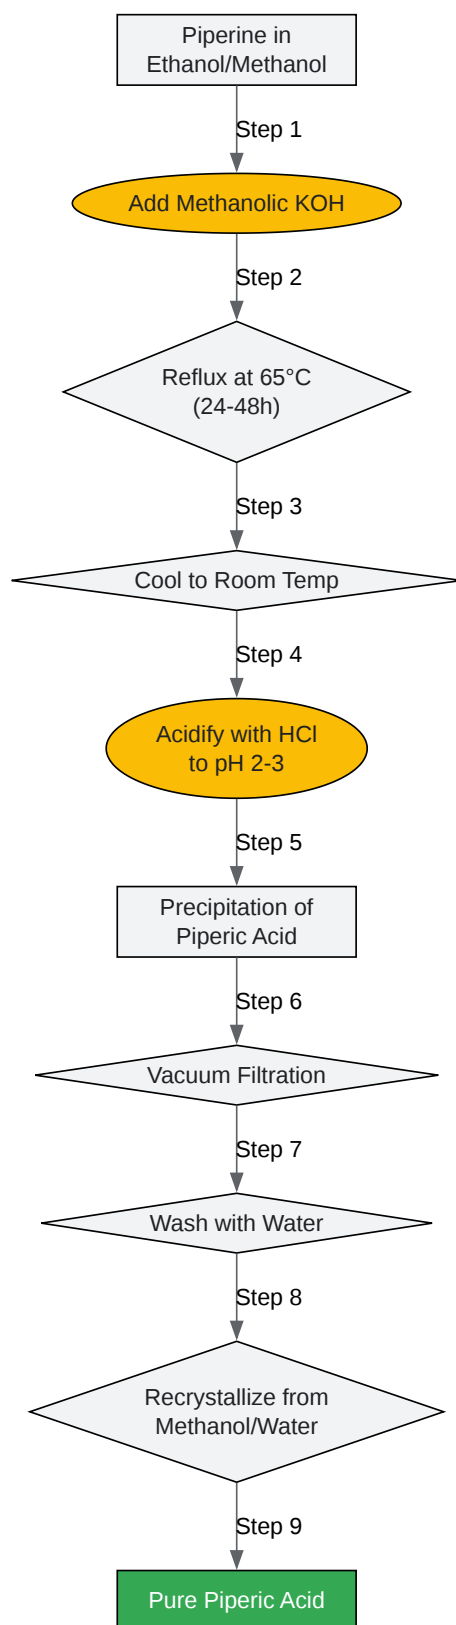 Piperine in
Ethanol/Methanol
Step 1
Add Methanolic KOH
Step 2
Reflux at 65°C
(24-48h)
Step 3
Cool to Room Temp
Step 4
Acidify with HCl
to pH 2-3
Step 5
Precipitation of
Piperic Acid
Step 6
Vacuum Filtration
Step 7
Wash with Water
Step 8
Recrystallize from
Methanol/Water
Step 9
Pure Piperic Acid